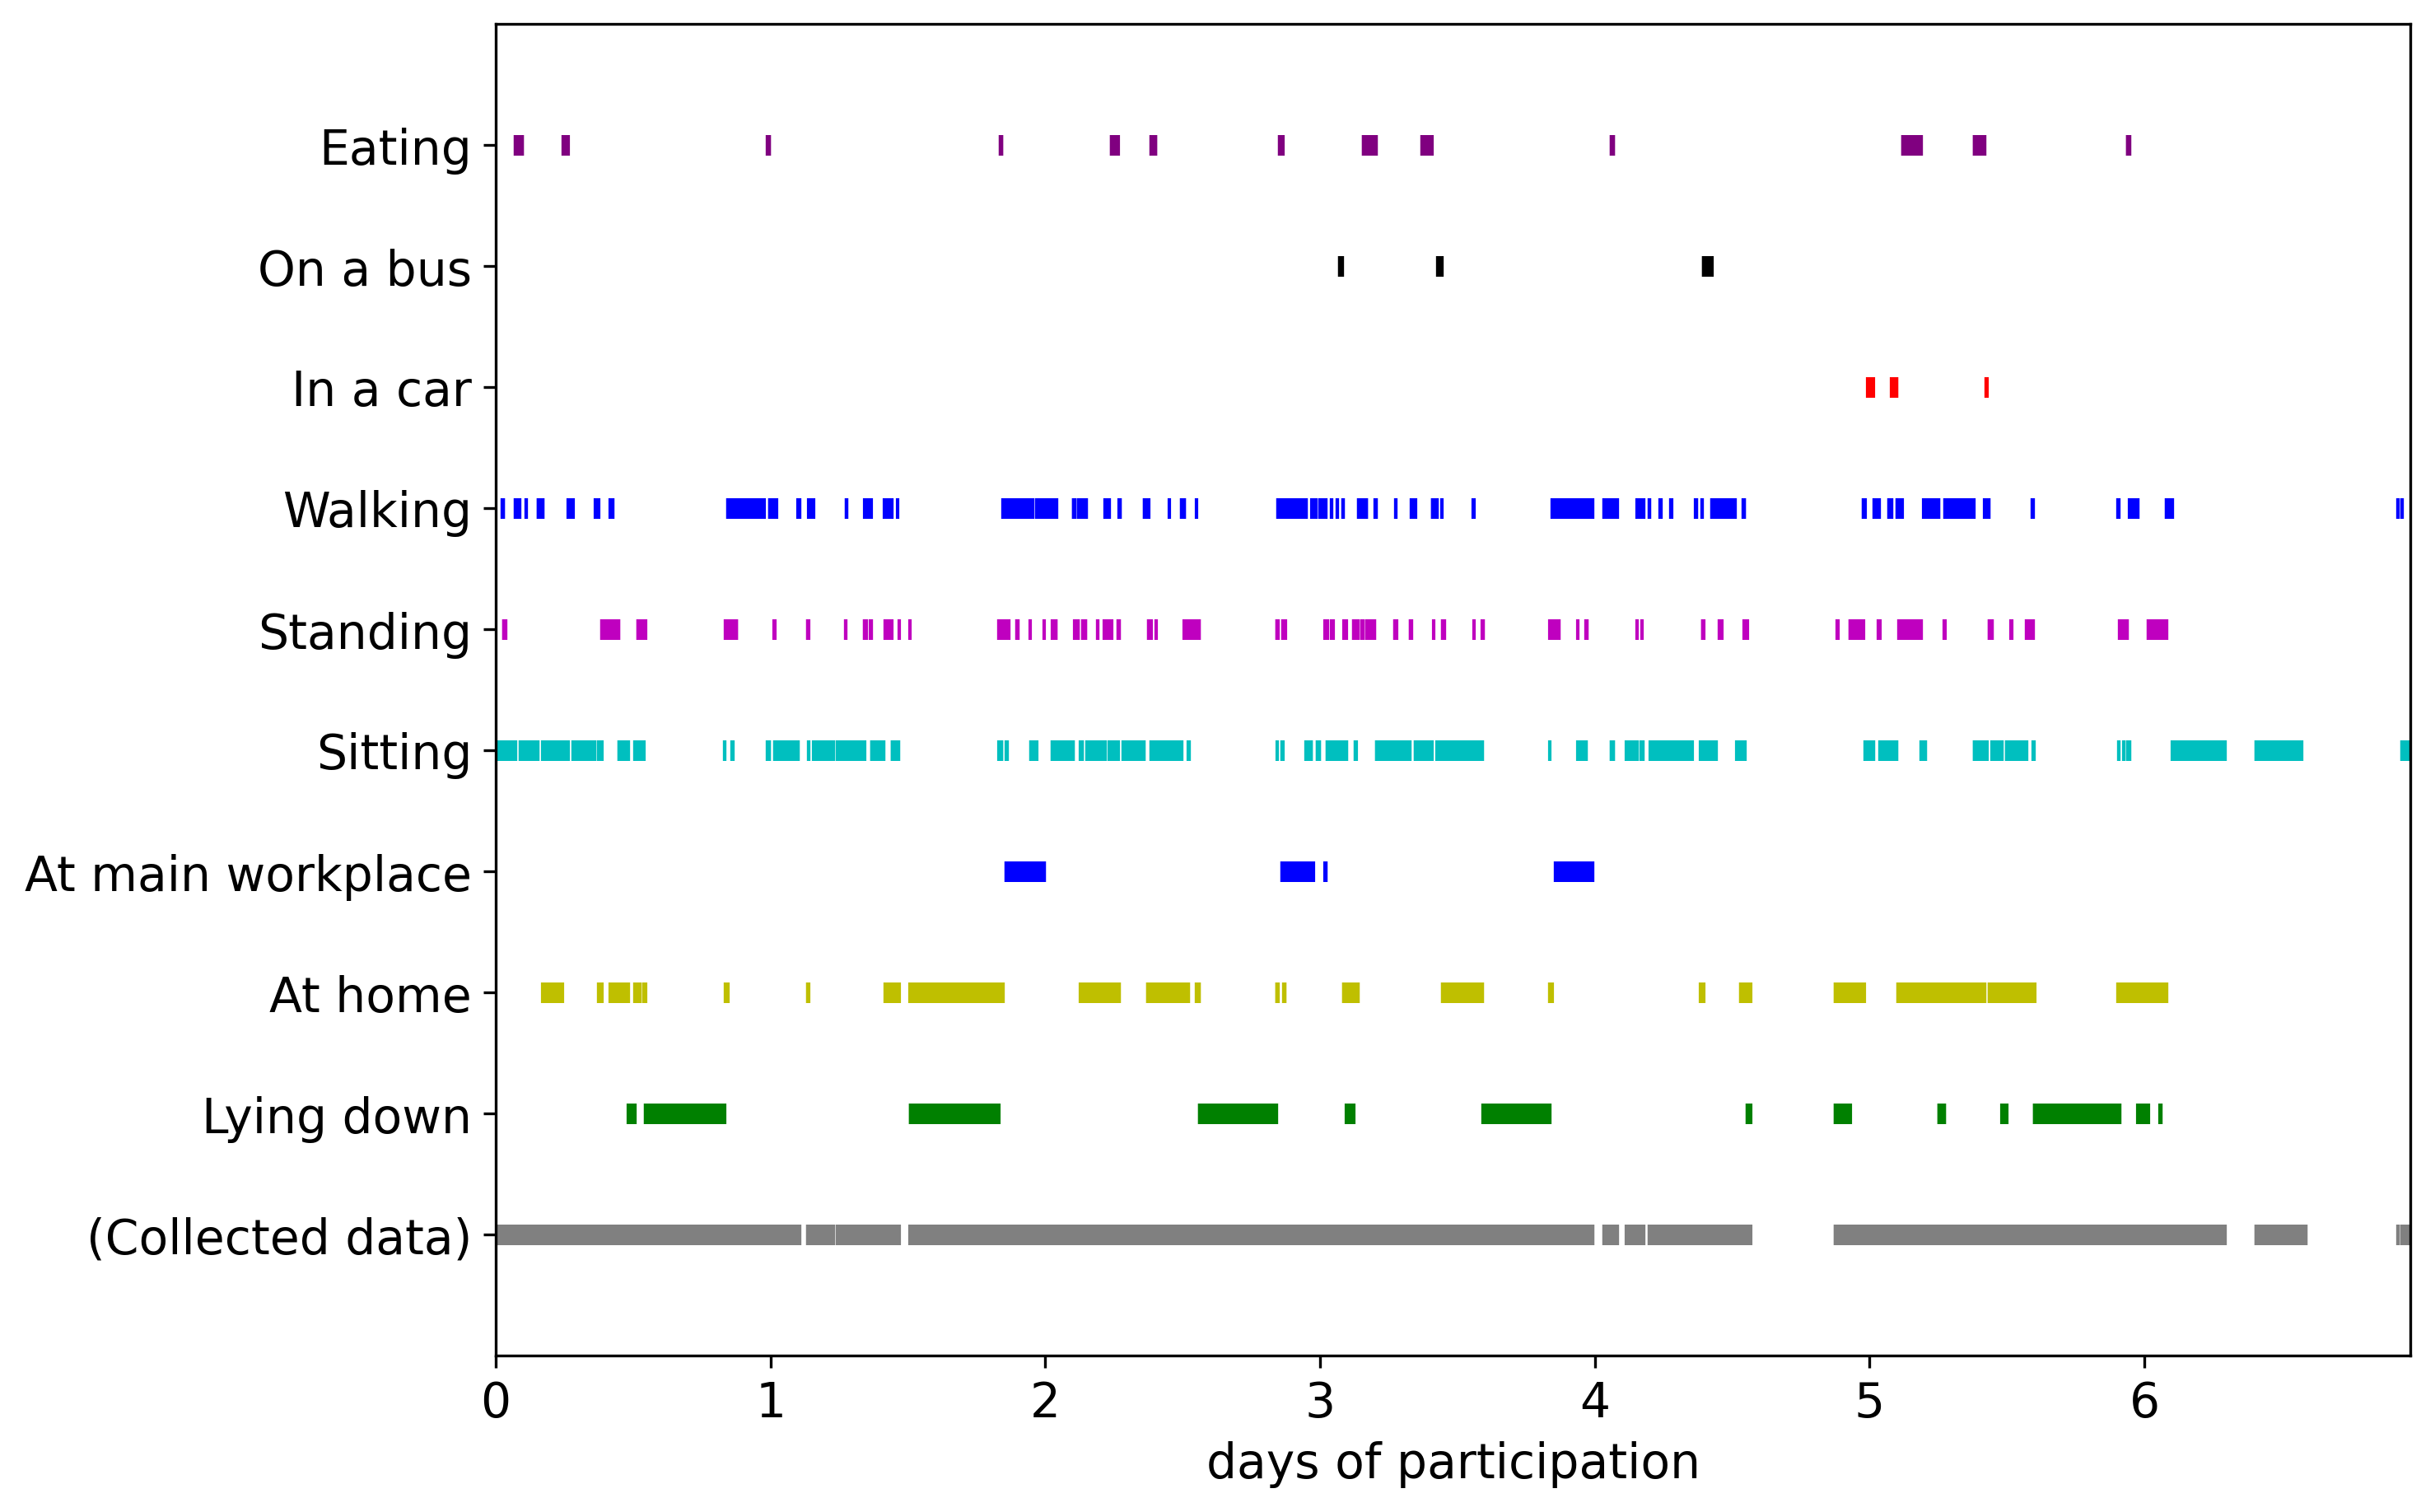 Eating
On a bus
In a car
Walking
Standing
Sitting
At main workplace
At home
Lying down
(Collected data)
0 1 2 3 4 5 6
days of participation